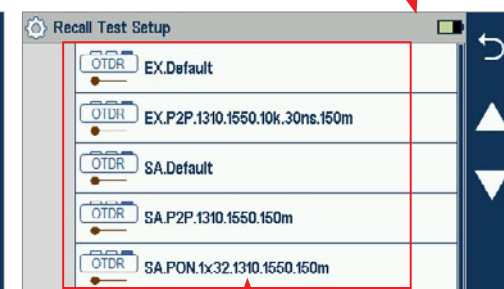 Recall Test Setup
OTDR EX.Default
OTDR EX.P2P.1310.1550.10k.30ns.150m
OTDR SA.Default
OTDR SA.P2P.1310.1550.150m
OTDR SA.PON.1x32.1310.1550.150m